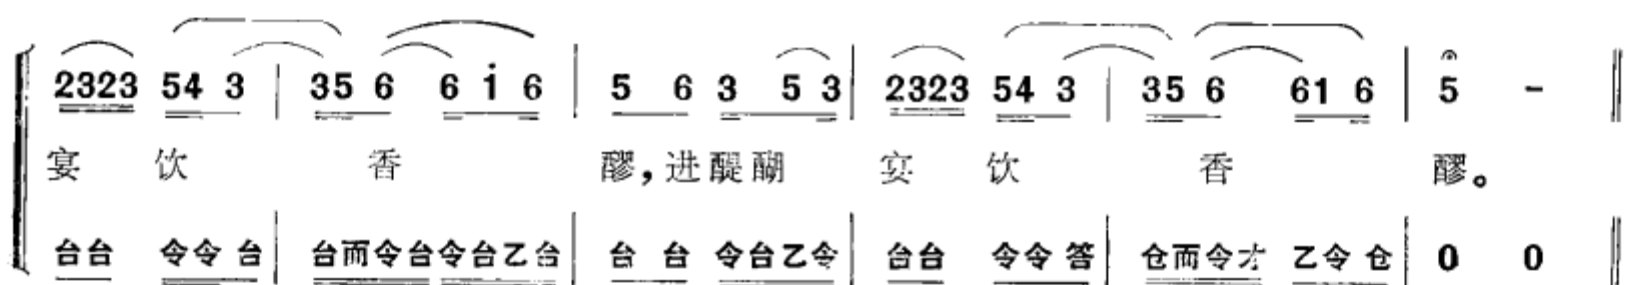 2323 54 3 | 35 6 6 i 6 | 5 6 3 5 3 | 2323 54 3 | 35 6 61 6 | 5 - ‖
宴 饮 香 醪，进醍醐 宴 饮 香 醪。
台台 令令 台 | 台而令台令台乙台 | 台 台 令台乙令 | 台台 令令 答 | 仓而令才 乙令 仓 | 0 0 ‖